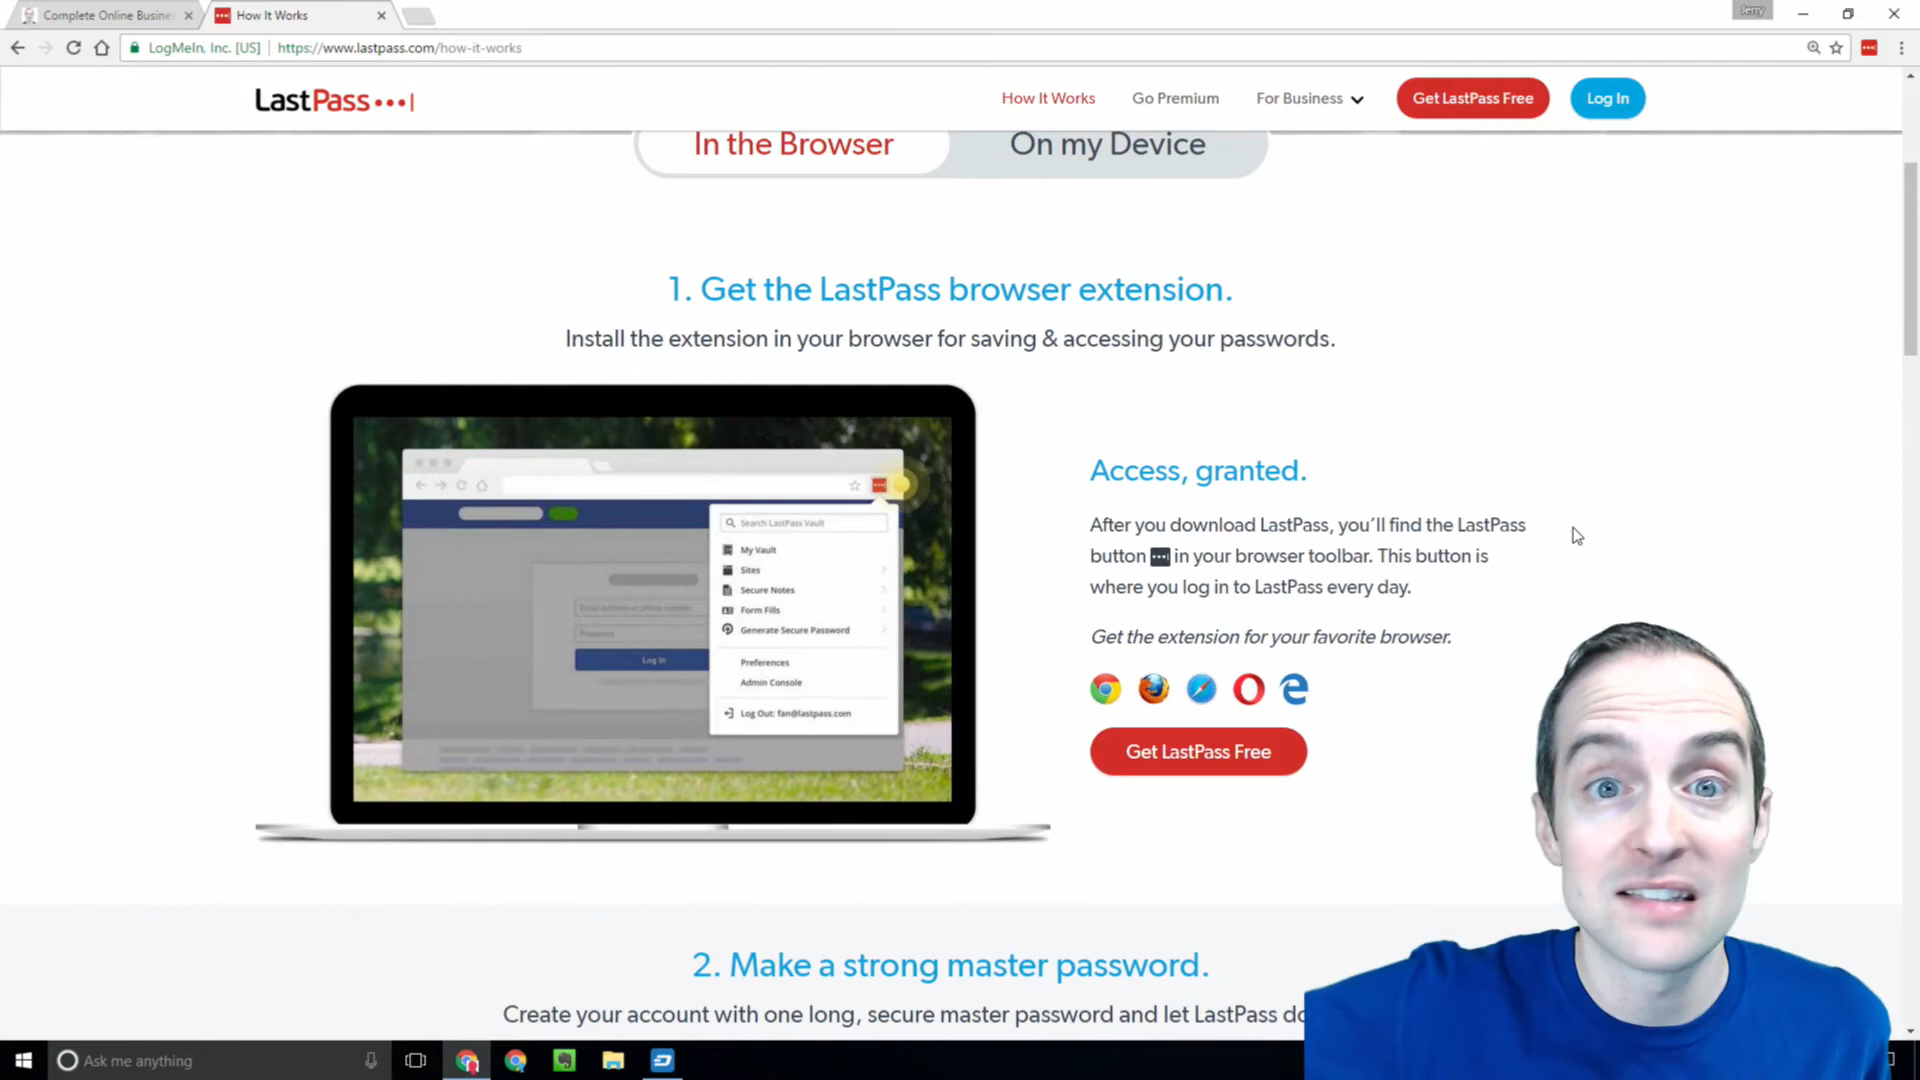 Complete Online Busine
How It Works
Jerry
LogMeIn, Inc. [US]
https://www.lastpass.com/how-it-works
LastPass
How It Works
Go Premium
For Business
Get LastPass Free
Log In
In the Browser
On my Device
1. Get the LastPass browser extension.
Install the extension in your browser for saving & accessing your passwords.
Search LastPass Vault
My Vault
Sites
Secure Notes
Form Fills
Generate Secure Password
Preferences
Admin Console
Log Out: fan@lastpass.com
Email address or phone number
Password
Log In
Access, granted.
After you download LastPass, you'll find the LastPass
button in your browser toolbar. This button is
where you log in to LastPass every day.
Get the extension for your favorite browser.
Get LastPass Free
2. Make a strong master password.
Create your account with one long, secure master password and let LastPass do
Ask me anything